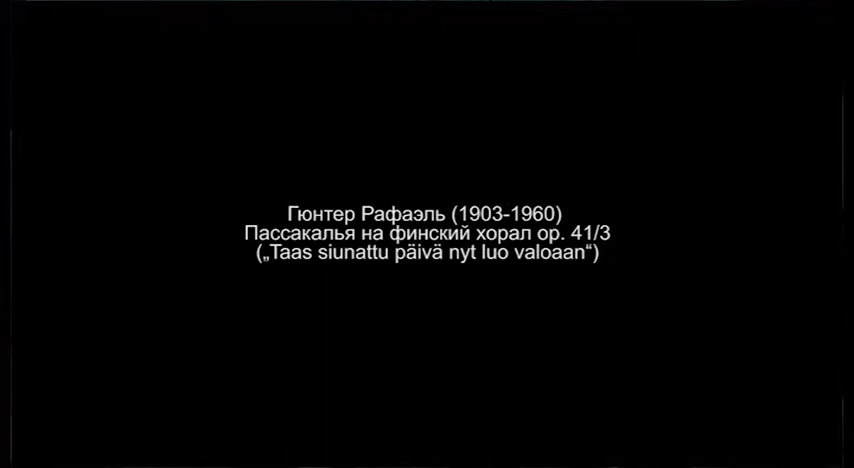 Гюнтер Рафаэль (1903-1960)
Пассакалья на финский хорал op. 41/3
(„Taas siunattu päivä nyt luo valoaan“)